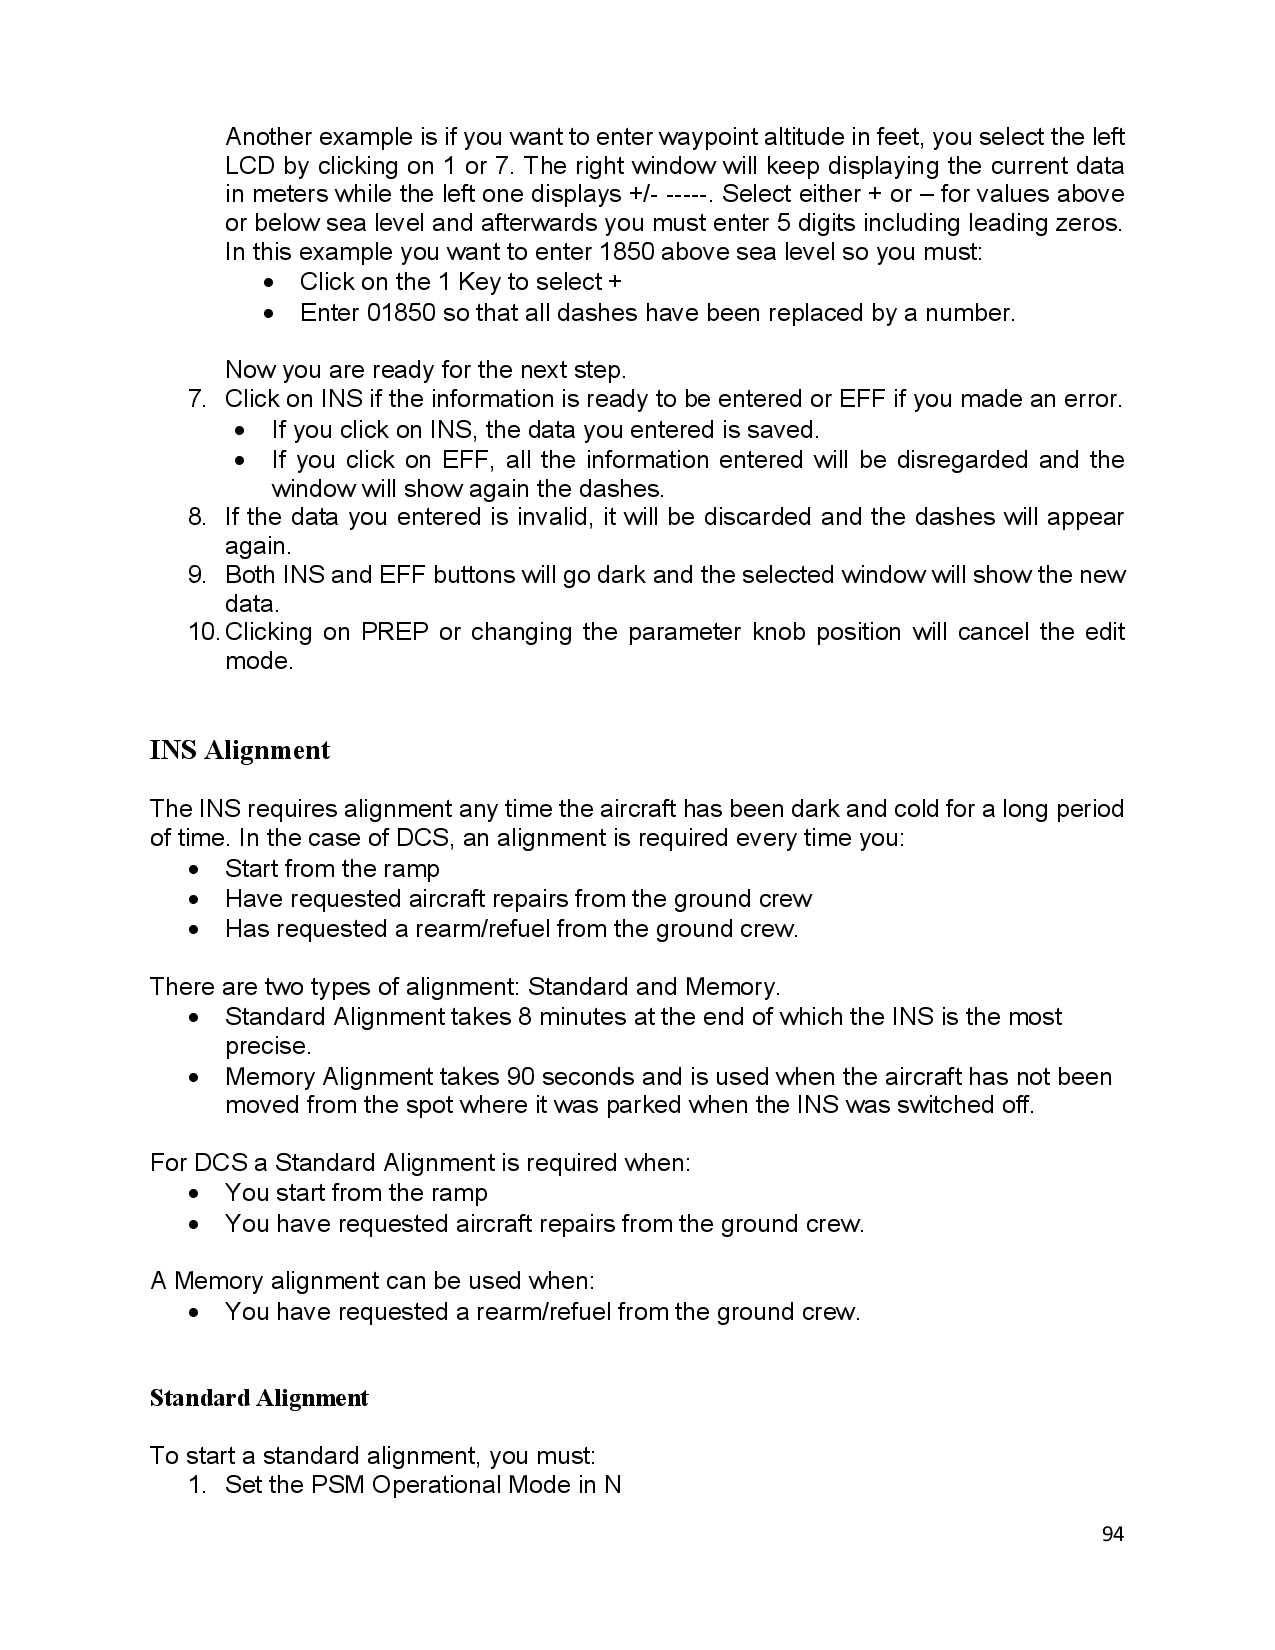 Another example is if you want to enter waypoint altitude in feet, you select the left
LCD by clicking on 1 or 7. The right window will keep displaying the current data
in meters while the left one displays +/- -----. Select either + or – for values above
or below sea level and afterwards you must enter 5 digits including leading zeros.
In this example you want to enter 1850 above sea level so you must:
• Click on the 1 Key to select +
• Enter 01850 so that all dashes have been replaced by a number.
Now you are ready for the next step.
7. Click on INS if the information is ready to be entered or EFF if you made an error.
• If you click on INS, the data you entered is saved.
• If you click on EFF, all the information entered will be disregarded and the
window will show again the dashes.
8. If the data you entered is invalid, it will be discarded and the dashes will appear
again.
9. Both INS and EFF buttons will go dark and the selected window will show the new
data.
10. Clicking on PREP or changing the parameter knob position will cancel the edit
mode.
INS Alignment
The INS requires alignment any time the aircraft has been dark and cold for a long period
of time. In the case of DCS, an alignment is required every time you:
• Start from the ramp
• Have requested aircraft repairs from the ground crew
• Has requested a rearm/refuel from the ground crew.
There are two types of alignment: Standard and Memory.
• Standard Alignment takes 8 minutes at the end of which the INS is the most
precise.
• Memory Alignment takes 90 seconds and is used when the aircraft has not been
moved from the spot where it was parked when the INS was switched off.
For DCS a Standard Alignment is required when:
• You start from the ramp
• You have requested aircraft repairs from the ground crew.
A Memory alignment can be used when:
• You have requested a rearm/refuel from the ground crew.
Standard Alignment
To start a standard alignment, you must:
1. Set the PSM Operational Mode in N
94